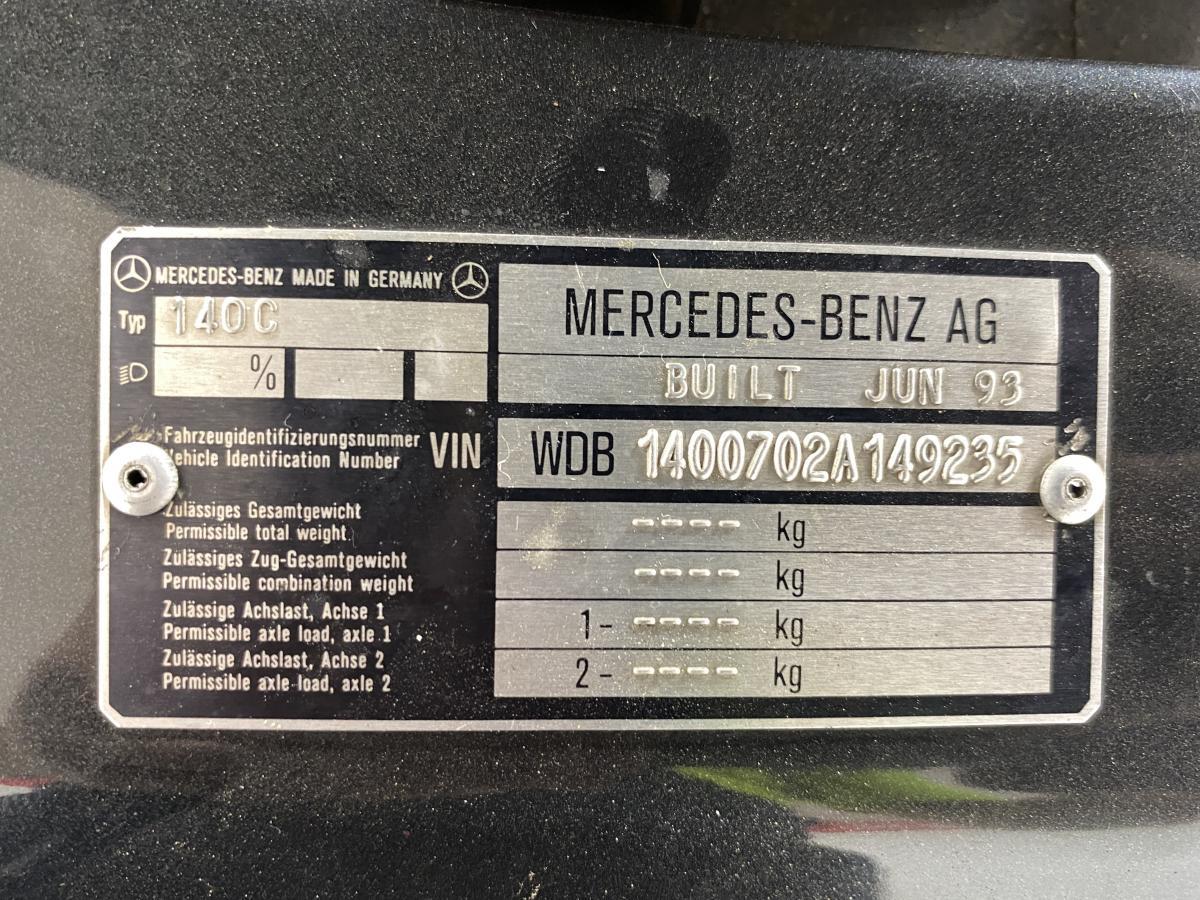 MERCEDES-BENZ MADE IN GERMANY
Typ 140C
%
MERCEDES-BENZ AG
BUILT JUN 93
Fahrzeugidentifizierungsnummer
Vehicle Identification Number
VIN
WDB 1400702A149235
Zulässiges Gesamtgewicht
Permissible total weight
---- kg
Zulässiges Zug-Gesamtgewicht
Permissible combination weight
---- kg
Zulässige Achslast, Achse 1
Permissible axle load, axle 1
1- ---- kg
Zulässige Achslast, Achse 2
Permissible axle load, axle 2
2- ---- kg